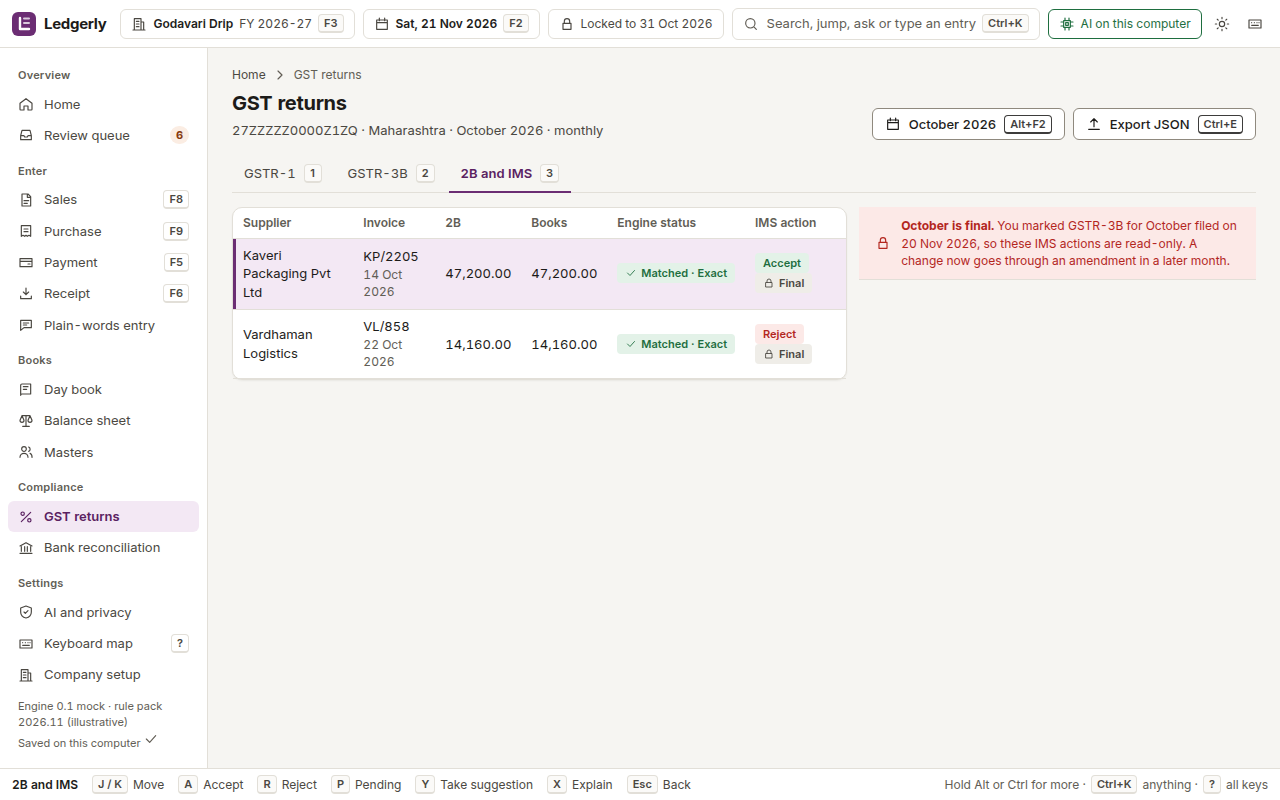 Ledgerly
Godavari Drip FY 2026-27 F3
Sat, 21 Nov 2026 F2
Locked to 31 Oct 2026
Search, jump, ask or type an entry Ctrl+K
AI on this computer
Overview
Home
Review queue 6
Enter
Sales F8
Purchase F9
Payment F5
Receipt F6
Plain-words entry
Books
Day book
Balance sheet
Masters
Compliance
GST returns
Bank reconciliation
Settings
AI and privacy
Keyboard map ?
Company setup
Engine 0.1 mock · rule pack
2026.11 (illustrative)
Saved on this computer
Home GST returns
GST returns
27ZZZZZ0000Z1ZQ · Maharashtra · October 2026 · monthly
October 2026 Alt+F2
Export JSON Ctrl+E
GSTR-1 1 GSTR-3B 2 2B and IMS 3
Supplier Invoice 2B Books Engine status IMS action
Kaveri
Packaging Pvt
Ltd
KP/2205
14 Oct
2026
47,200.00 47,200.00 Matched · Exact
Accept
Final
Vardhaman
Logistics
VL/858
22 Oct
2026
14,160.00 14,160.00 Matched · Exact
Reject
Final
October is final. You marked GSTR-3B for October filed on
20 Nov 2026, so these IMS actions are read-only. A
change now goes through an amendment in a later month.
2B and IMS J / K Move A Accept R Reject P Pending Y Take suggestion X Explain Esc Back
Hold Alt or Ctrl for more · Ctrl+K anything · ? all keys